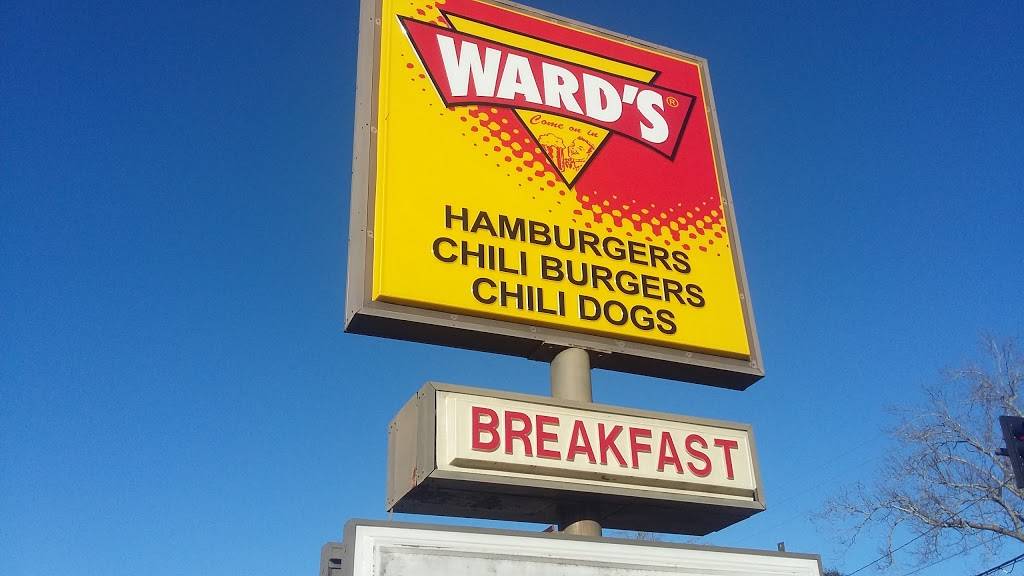 WARD'S®
Come on in
HAMBURGERS
CHILI BURGERS
CHILI DOGS
BREAKFAST